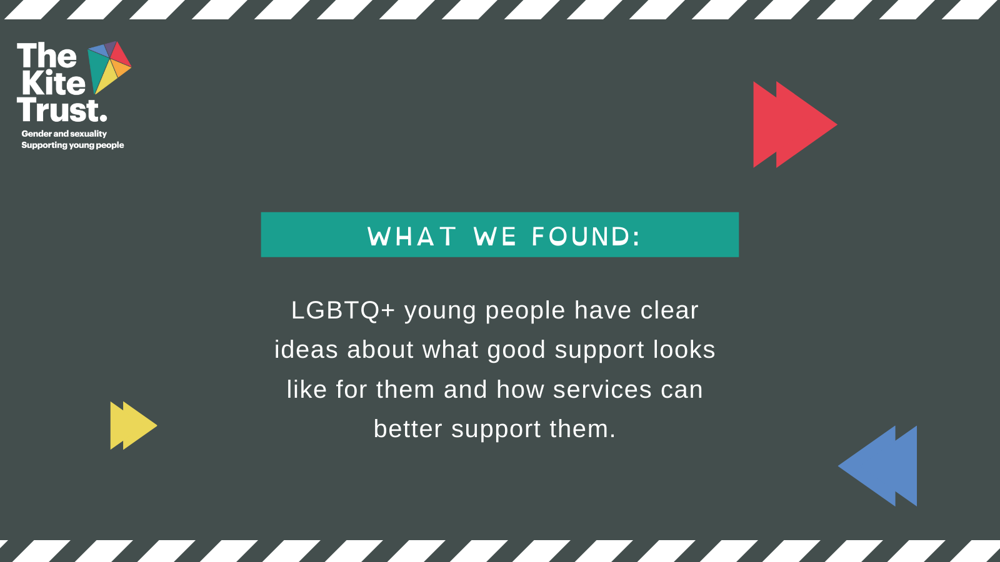 The
Kite
Trust.
Gender and sexuality
Supporting young people
WHAT WE FOUND:
LGBTQ+ young people have clear
ideas about what good support looks
like for them and how services can
better support them.